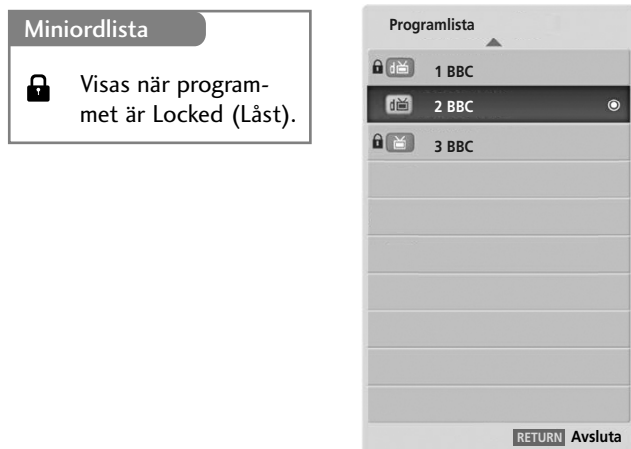 Miniordlista
Visas när program-
met är Locked (Låst).
Programlista
1 BBC
2 BBC
3 BBC
RETURN Avsluta